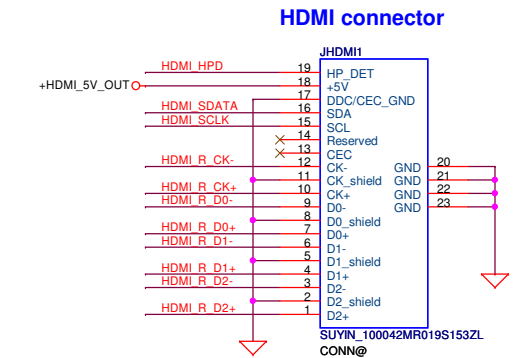 HDMI connector
JHDMI1
HDMI_HPD 19 HP_DET
+HDMI_5V_OUT 18 +5V
17 DDC/CEC_GND
HDMI_SDATA 16 SDA
HDMI_SCLK 15 SCL
14 Reserved
13 CEC
HDMI_R_CK- 12 CK- GND 20
11 CK_shield GND 21
HDMI_R_CK+ 10 CK+ GND 22
HDMI_R_D0- 9 D0- GND 23
8 D0_shield
HDMI_R_D0+ 7 D0+
HDMI_R_D1- 6 D1-
5 D1_shield
HDMI_R_D1+ 4 D1+
HDMI_R_D2- 3 D2-
2 D2_shield
HDMI_R_D2+ 1 D2+
SUYIN_100042MR019S153ZL
CONN@